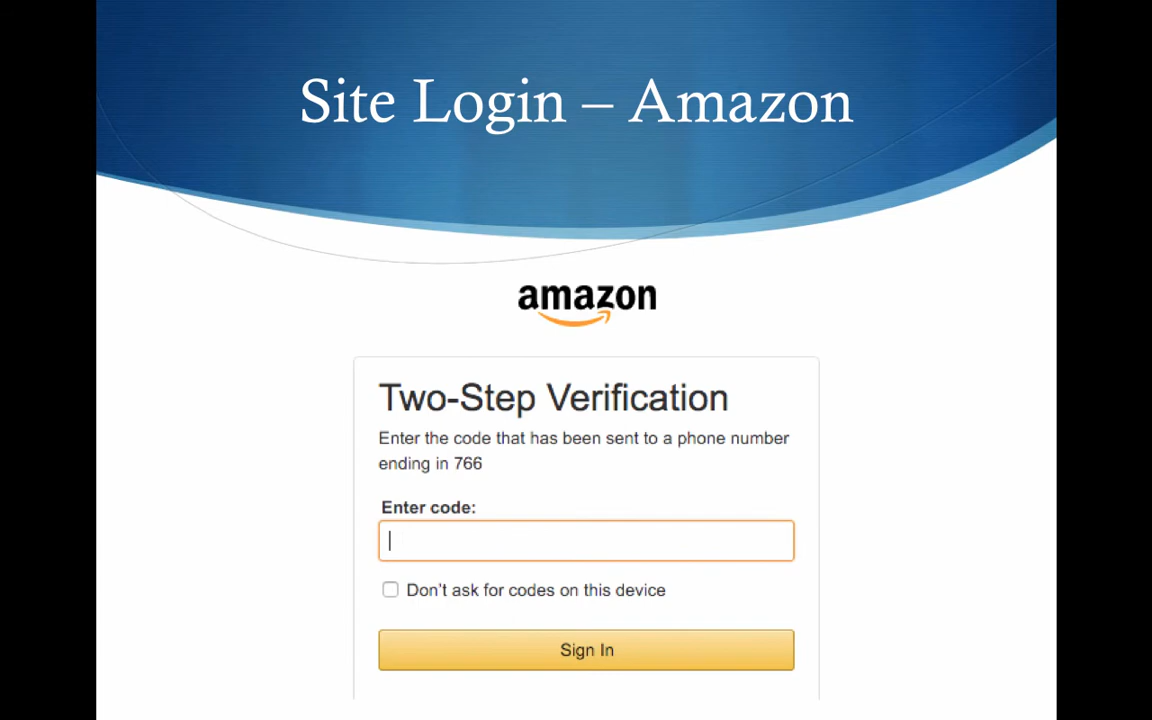 Site Login – Amazon
amazon
Two-Step Verification
Enter the code that has been sent to a phone number
ending in 766
Enter code:
Don't ask for codes on this device
Sign In